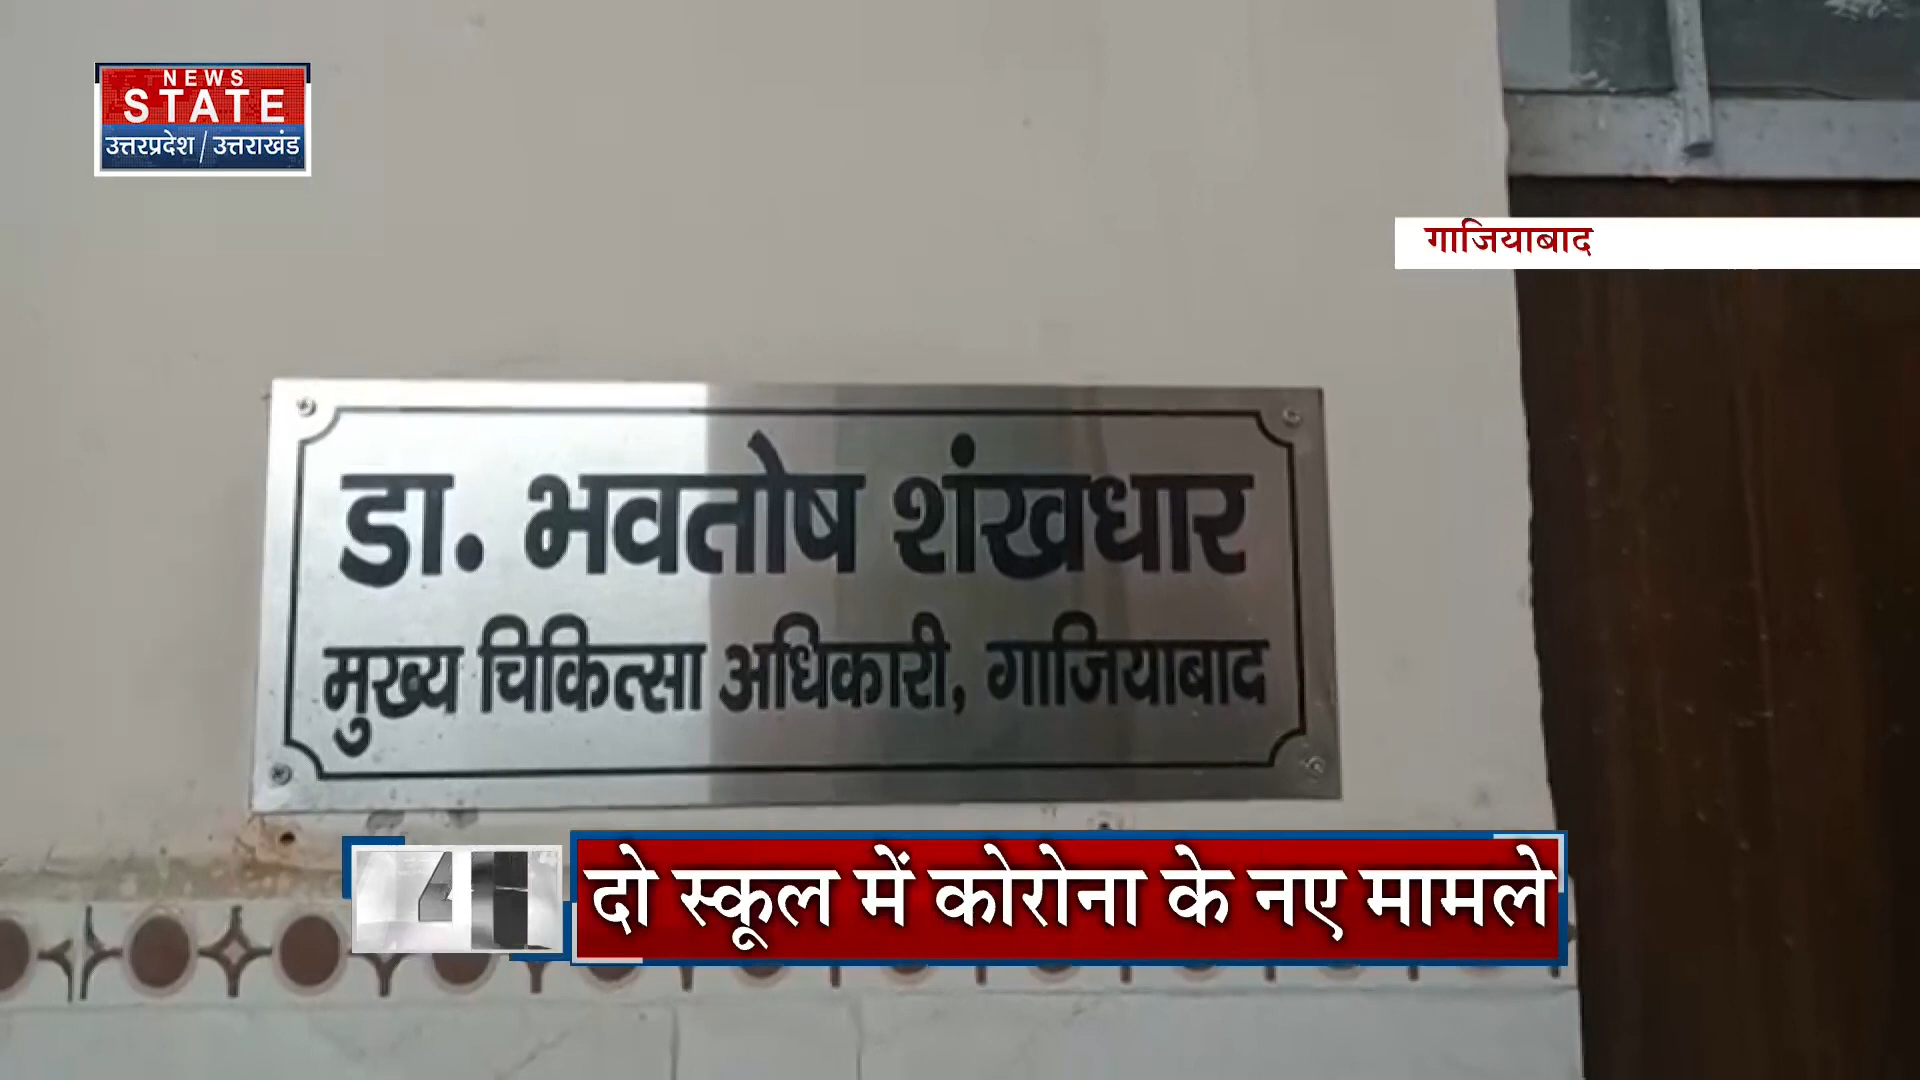 NEWS
STATE
उत्तरप्रदेश/उत्तराखंड
गाजियाबाद
डा. भवतोष शंखधार
मुख्य चिकित्सा अधिकारी, गाजियाबाद
दो स्कूल में कोरोना के नए मामले